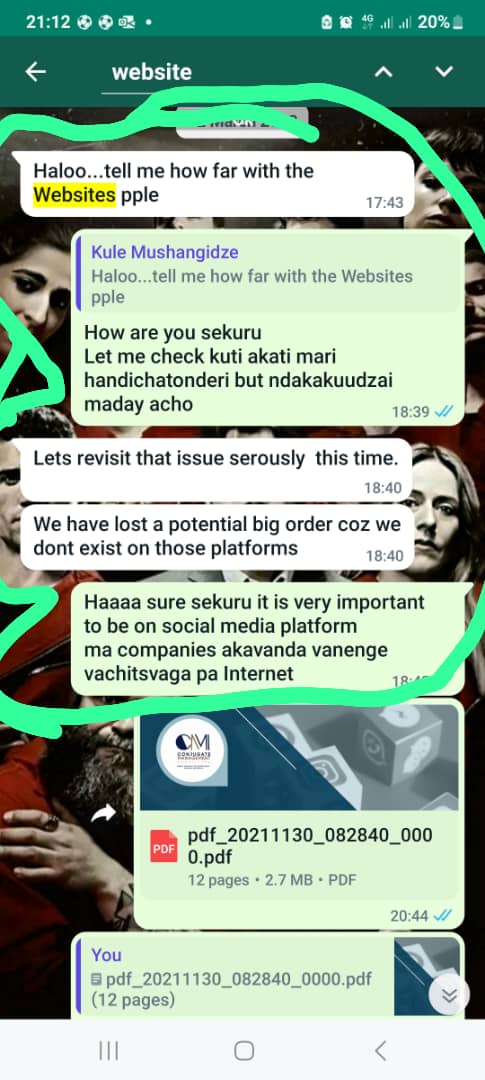 21:12
4G
20%
website
Haloo...tell me how far with the
Websites pple
17:43
Kule Mushangidze
Haloo...tell me how far with the Websites
pple
How are you sekuru
Let me check kuti akati mari
handichatonderi but ndakakuudzai
maday acho
18:39
Lets revisit that issue serously  this time.
18:40
We have lost a potential big order coz we
dont exist on those platforms
18:40
Haaaa sure sekuru it is very important
to be on social media platform
ma companies akavanda vanenge
vachitsvaga pa Internet
CM
CONJUGATE
MANAGEMENT
PDF
pdf_20211130_082840_000
0.pdf
12 pages • 2.7 MB • PDF
20:44
You
pdf_20211130_082840_0000.pdf
(12 pages)